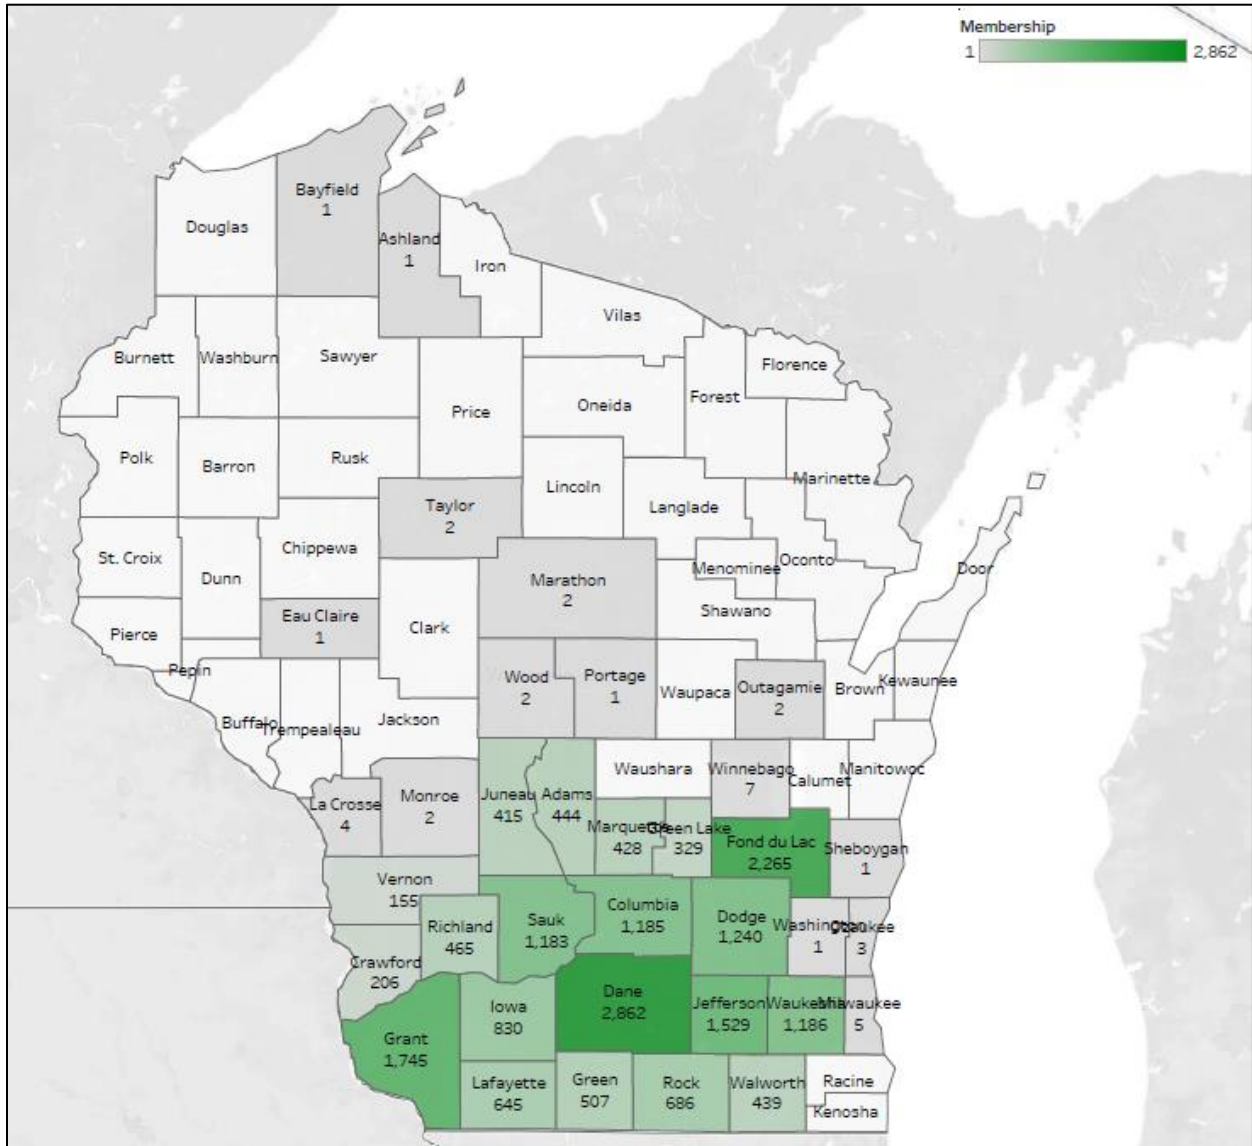 Membership
1 2,862
Bayfield
1
Douglas
Ashland
1
Iron
Vilas
Burnett
Washburn
Sawyer
Florence
Price
Oneida
Forest
Polk
Barron
Rusk
Marinette
Lincoln
Langlade
Taylor
2
St. Croix
Chippewa
Dunn
Menominee
Oconto
Door
Marathon
2
Shawano
Eau Claire
1
Clark
Pierce
Pepin
Wood
2
Portage
1
Waupaca
Outagamie
2
Brown
Kewaunee
Buffalo
Trempealeau
Jackson
Waushara
Winnebago
7
Calumet
Manitowoc
La Crosse
4
Monroe
2
Juneau
415
Adams
444
Marquette
428
Green Lake
329
Fond du Lac
2,265
Sheboygan
1
Vernon
155
Richland
465
Sauk
1,183
Columbia
1,185
Dodge
1,240
Washington
1
Ozaukee
3
Crawford
206
Iowa
830
Dane
2,862
Jefferson
1,529
Waukesha
1,186
Milwaukee
5
Grant
1,745
Lafayette
645
Green
507
Rock
686
Walworth
439
Racine
Kenosha